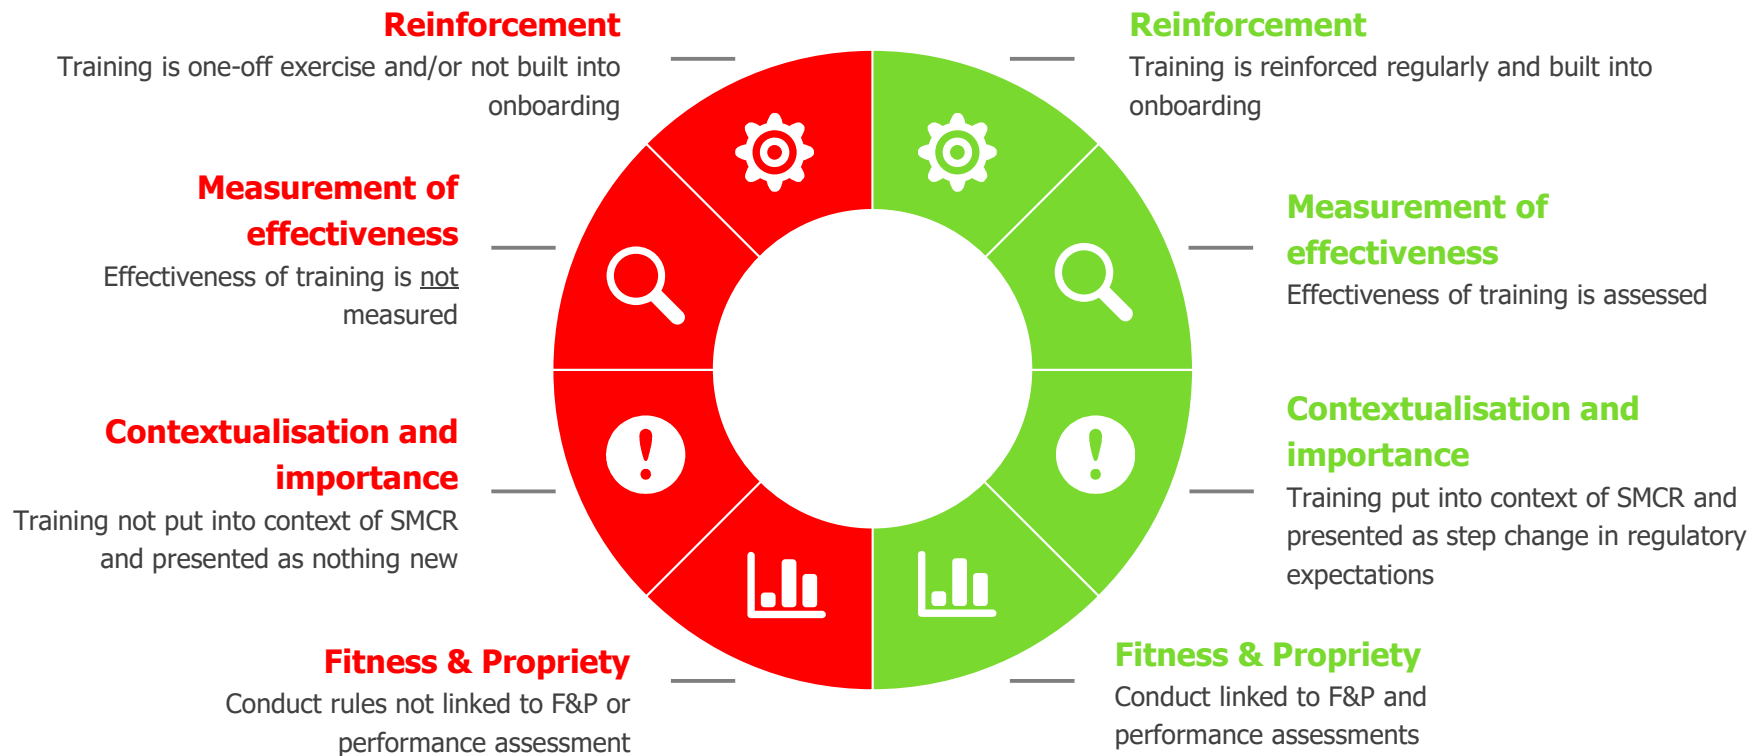 Reinforcement
Training is one-off exercise and/or not built into
onboarding
Measurement of
effectiveness
Effectiveness of training is not
measured
Contextualisation and
importance
Training not put into context of SMCR
and presented as nothing new
Fitness & Propriety
Conduct rules not linked to F&P or
performance assessment
Reinforcement
Training is reinforced regularly and built into
onboarding
Measurement of
effectiveness
Effectiveness of training is assessed
Contextualisation and
importance
Training put into context of SMCR and
presented as step change in regulatory
expectations
Fitness & Propriety
Conduct linked to F&P and
performance assessments